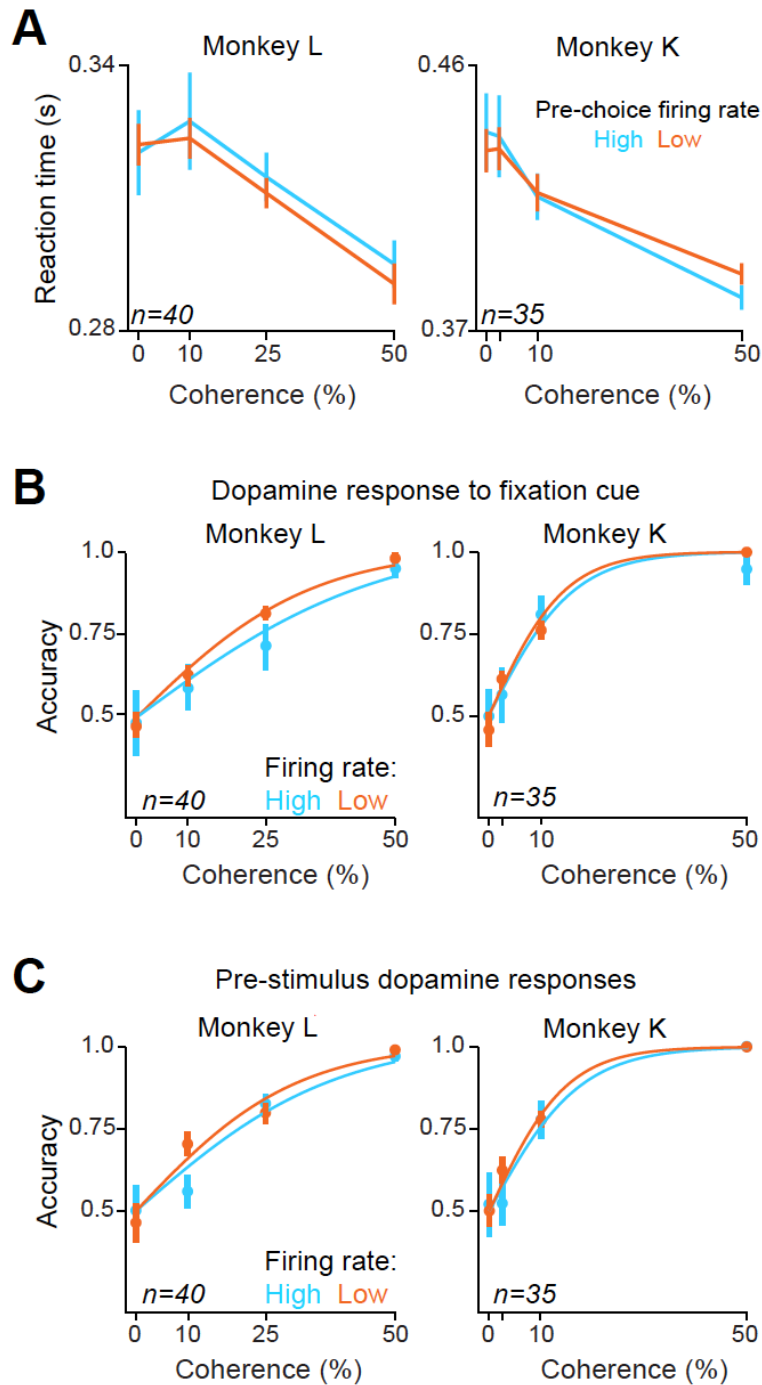 A
Monkey L
Monkey K
0.34
0.46
Pre-choice firing rate
High Low
Reaction time (s)
0.28
n=40
0.37
n=35
0 10 25 50
0 10 50
Coherence (%)
Coherence (%)
B
Dopamine response to fixation cue
Monkey L
Monkey K
1.0
1.0
0.75
0.75
Accuracy
0.5
0.5
Firing rate:
High Low
n=40
n=35
0 10 25 50
0 10 50
Coherence (%)
Coherence (%)
C
Pre-stimulus dopamine responses
Monkey L
Monkey K
1.0
1.0
0.75
0.75
Accuracy
0.5
0.5
Firing rate:
High Low
n=40
n=35
0 10 25 50
0 10 50
Coherence (%)
Coherence (%)